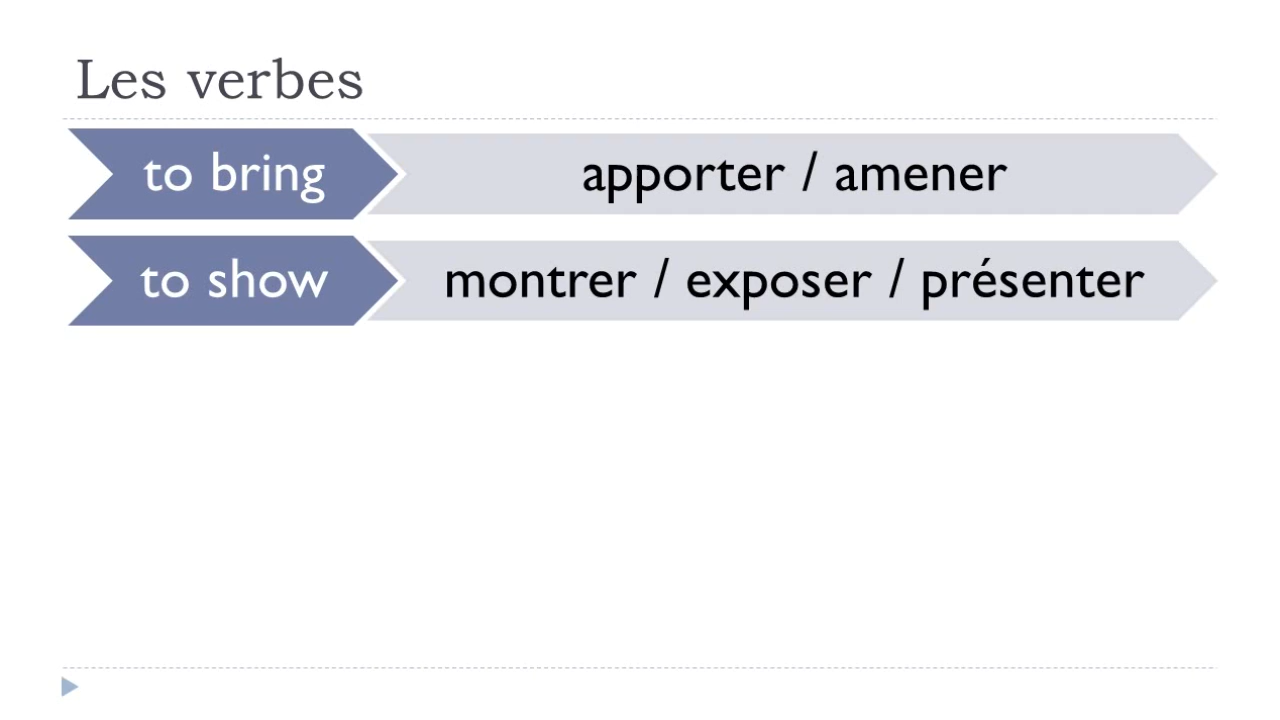 Les verbes
to bring apporter / amener
to show montrer / exposer / présenter